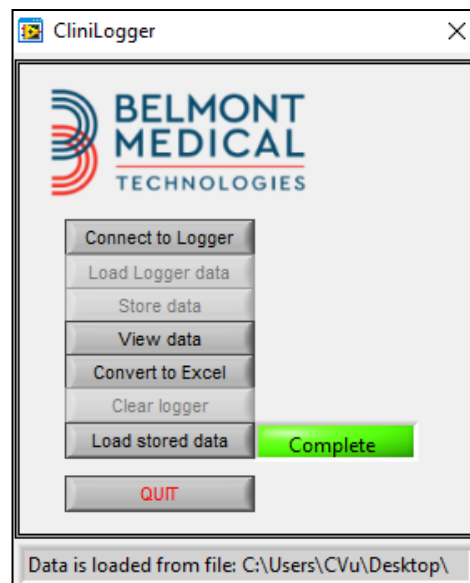 CliniLogger
BELMONT
MEDICAL
TECHNOLOGIES
Connect to Logger
Load Logger data
Store data
View data
Convert to Excel
Clear logger
Load stored data
Complete
QUIT
Data is loaded from file: C:\Users\CVu\Desktop\